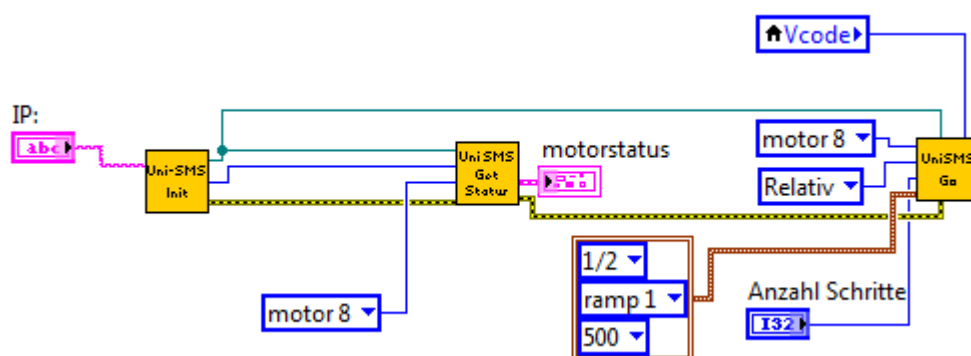 Vcode
IP:
abc
Uni-SMS
Init
motor 8
UniSMS
Got
Status
motorstatus
motor 8
Relativ
UniSMS
Go
1/2
ramp 1
500
Anzahl Schritte
I32